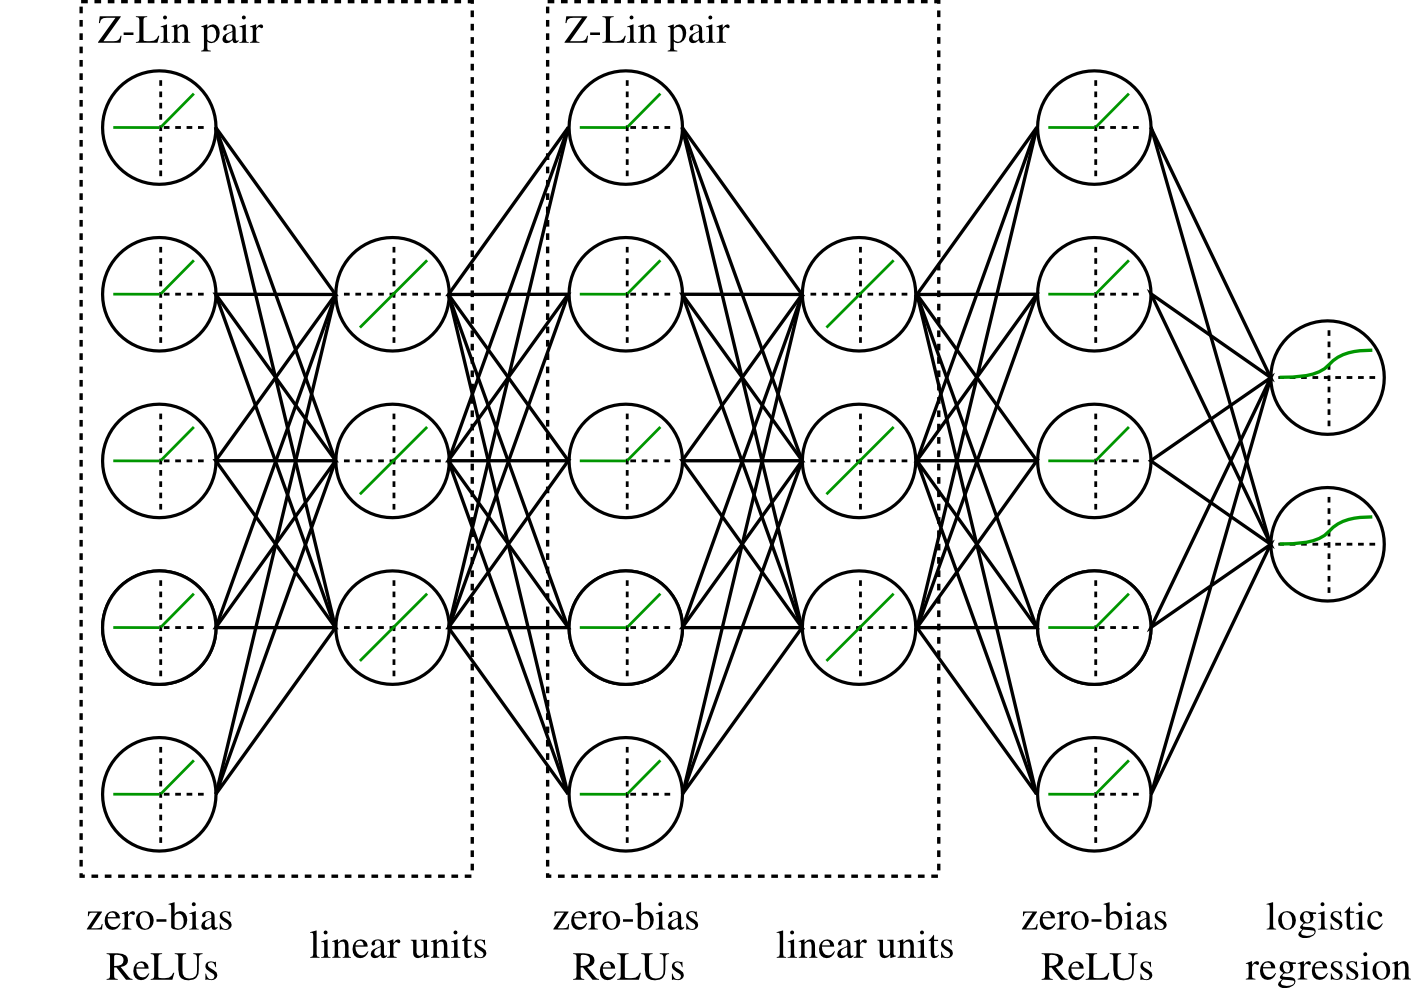 Z-Lin pair
Z-Lin pair
zero-bias
ReLUs
linear units
zero-bias
ReLUs
linear units
zero-bias
ReLUs
logistic
regression